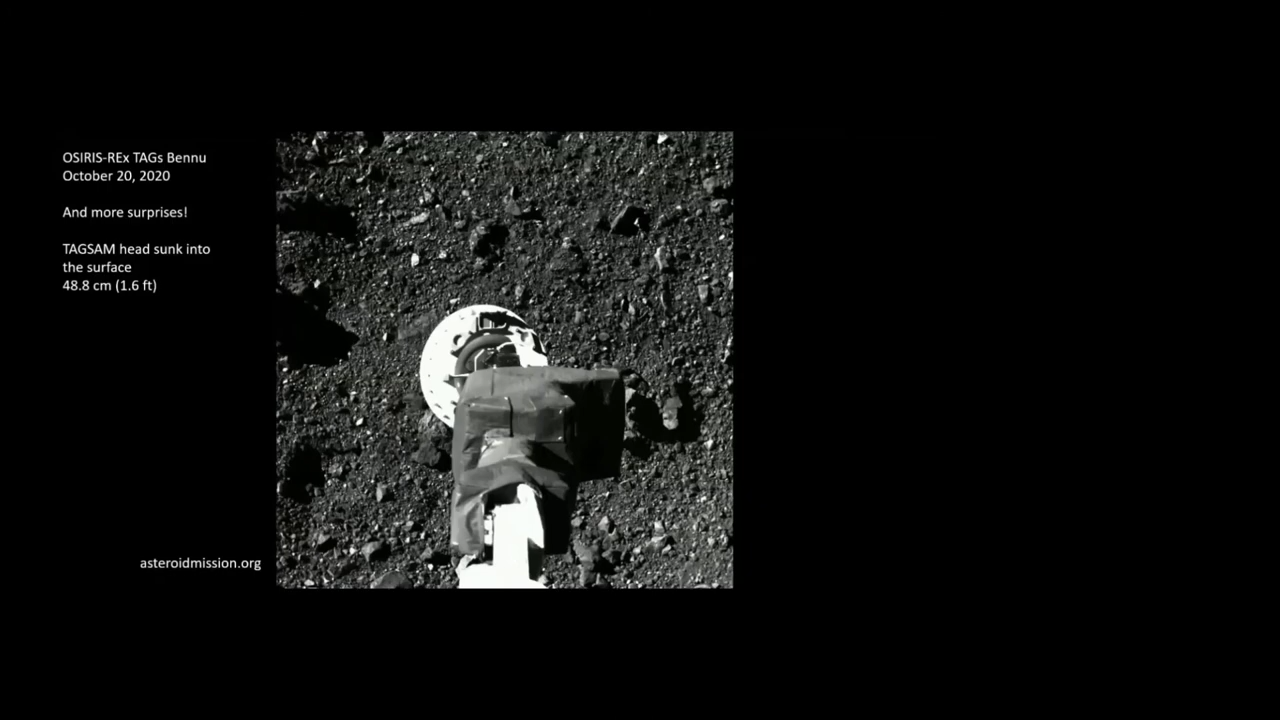 OSIRIS-REx TAGs Bennu
October 20, 2020
And more surprises!
TAGSAM head sunk into
the surface
48.8 cm (1.6 ft)
asteroidmission.org